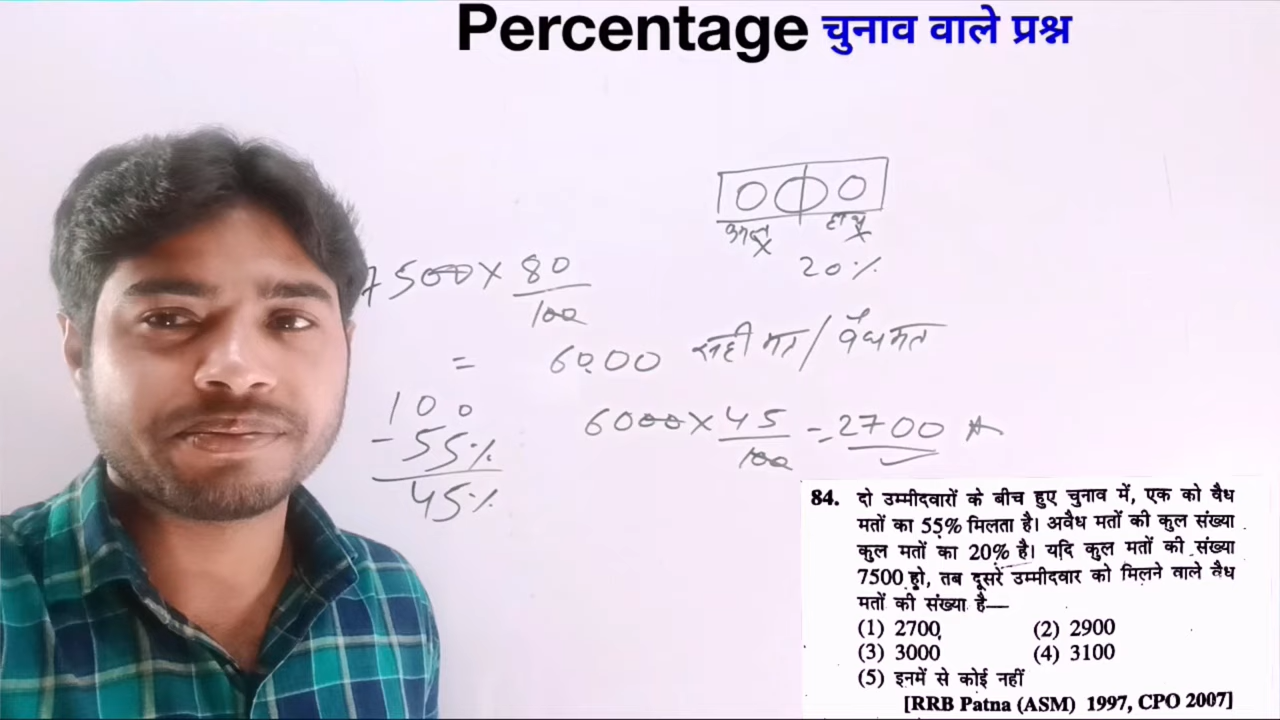 Percentage चुनाव वाले प्रश्न
20%
7500 × 80
100
= 6000 सही मत / वैधमत
100
- 55%
45%
6000 × 45 = 2700
100
84. दो उम्मीदवारों के बीच हुए चुनाव में, एक को वैध
मतों का 55% मिलता है। अवैध मतों की कुल संख्या
कुल मतों का 20% है। यदि कुल मतों की संख्या
7500 हो, तब दूसरे उम्मीदवार को मिलने वाले वैध
मतों की संख्या है—
(1) 2700 (2) 2900
(3) 3000 (4) 3100
(5) इनमें से कोई नहीं
[RRB Patna (ASM) 1997, CPO 2007]